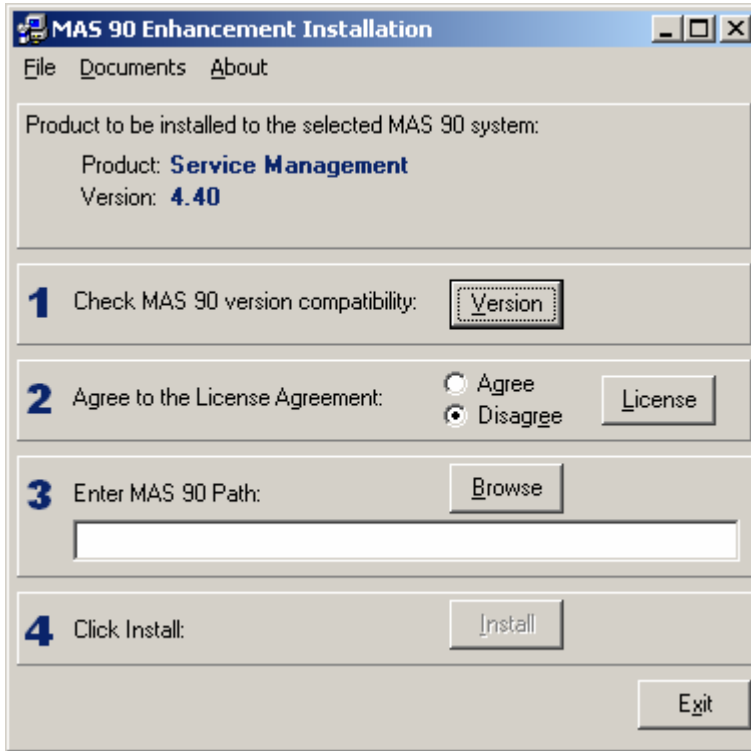 MAS 90 Enhancement Installation
File Documents About
Product to be installed to the selected MAS 90 system:
Product: Service Management
Version: 4.40
1 Check MAS 90 version compatibility: Version
2 Agree to the License Agreement: Agree
Disagree
License
3 Enter MAS 90 Path: Browse
4 Click Install: Install
Exit